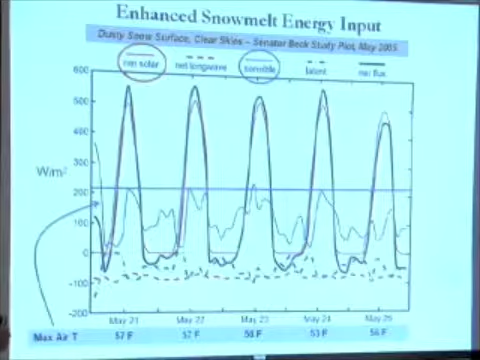 Enhanced Snowmelt Energy Input
Dusty Snow Surface, Clear Skies – Senator Beck Study Plot, May 2005
net solar net longwave sensible latent net flux
600
500
400
300
200
100
0
-100
-200
W/m²
May 21 May 22 May 23 May 24 May 25
Max Air T 57 F 57 F 53 F 56 F